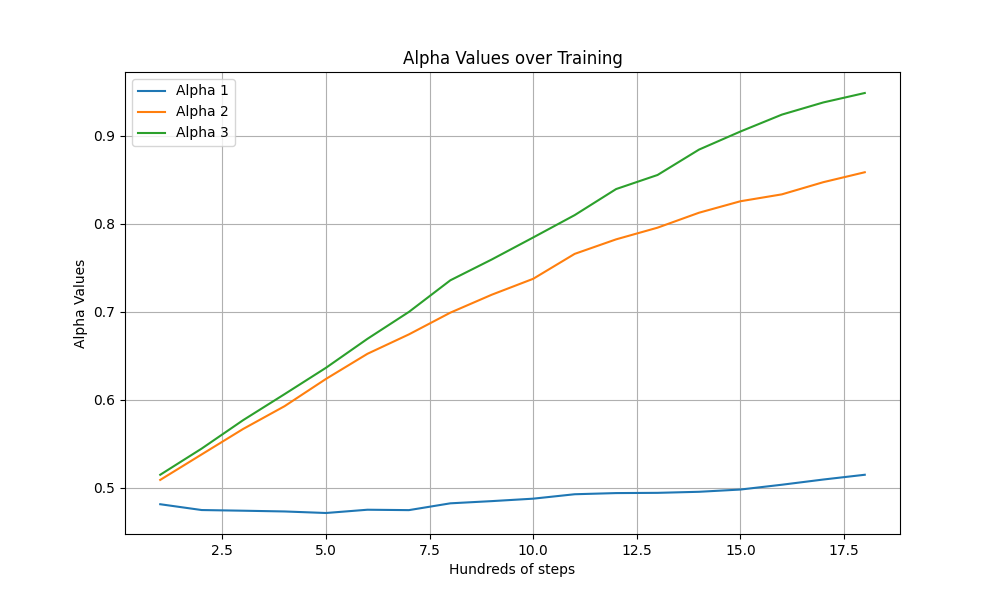 Alpha Values over Training
Alpha 1
Alpha 2
Alpha 3
Alpha Values
0.9
0.8
0.7
0.6
0.5
2.5 5.0 7.5 10.0 12.5 15.0 17.5
Hundreds of steps